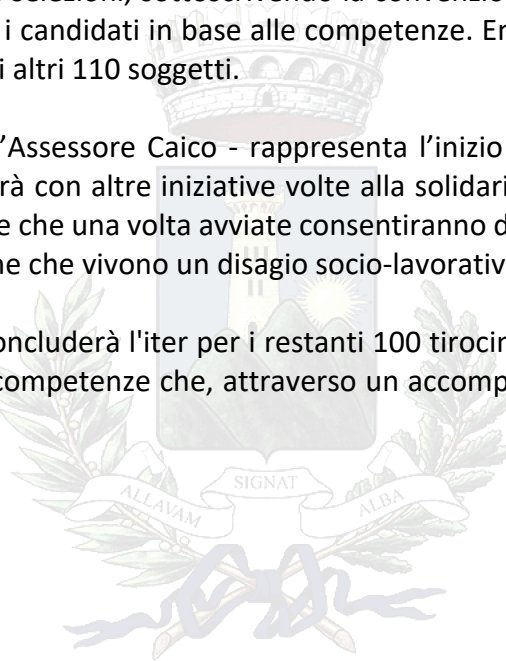 selezioni, sottoscrivendo la convenzio
i candidati in base alle competenze. En
i altri 110 soggetti.
’Assessore Caico - rappresenta l’inizio
rà con altre iniziative volte alla solidari
e che una volta avviate consentiranno d
ne che vivono un disagio socio-lavorativ
oncluderà l'iter per i restanti 100 tirocin
competenze che, attraverso un accomp
ALLAVAM SIGNAT ALBA